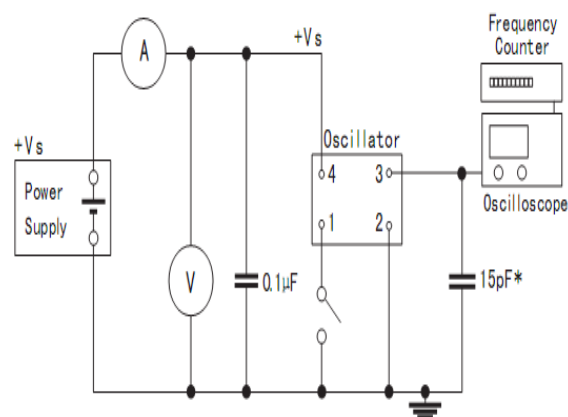 Frequency
Counter
A
+Vs
Oscillator
+Vs
4 3
Power
Supply
1 2
Oscilloscope
V
0.1μF
15pF*